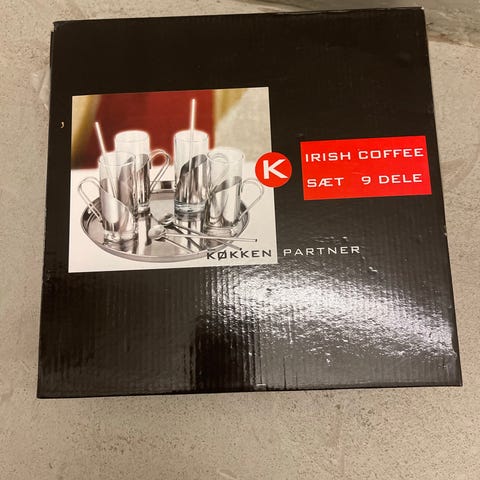 K
IRISH COFFEE
SÆT 9 DELE
KØKKEN PARTNER